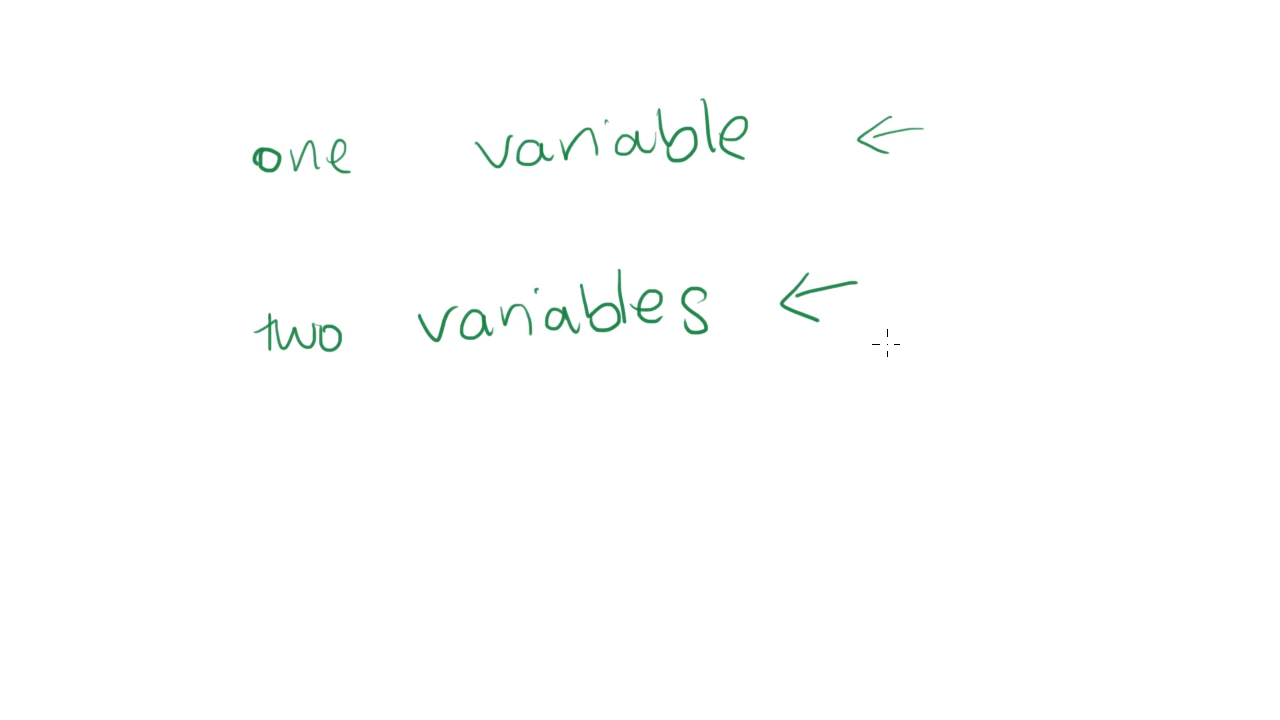 one variable ←
two variables ←